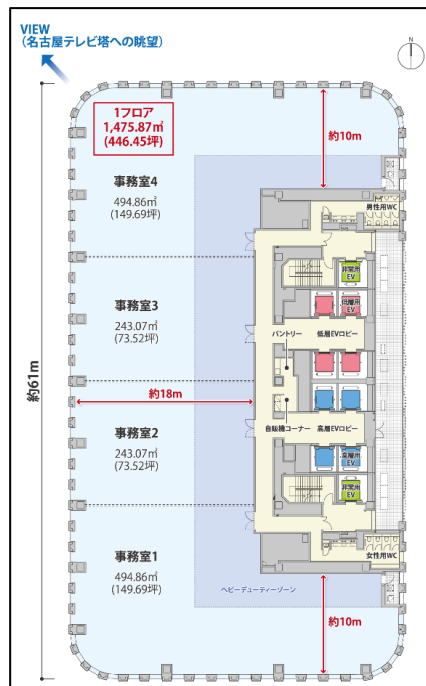 VIEW
(名古屋テレビ塔への眺望)
N
1フロア
1,475.87㎡
(446.45坪)
約10m
事務室4
494.86㎡
(149.69坪)
男性用WC
非常用
EV
低層用
EV
事務室3
243.07㎡
(73.52坪)
パントリー
低層EVロビー
約61m
約18m
自販機コーナー
高層EVロビー
事務室2
243.07㎡
(73.52坪)
高層用
EV
非常用
EV
事務室1
494.86㎡
(149.69坪)
女性用WC
ヘビーデューティーゾーン
約10m